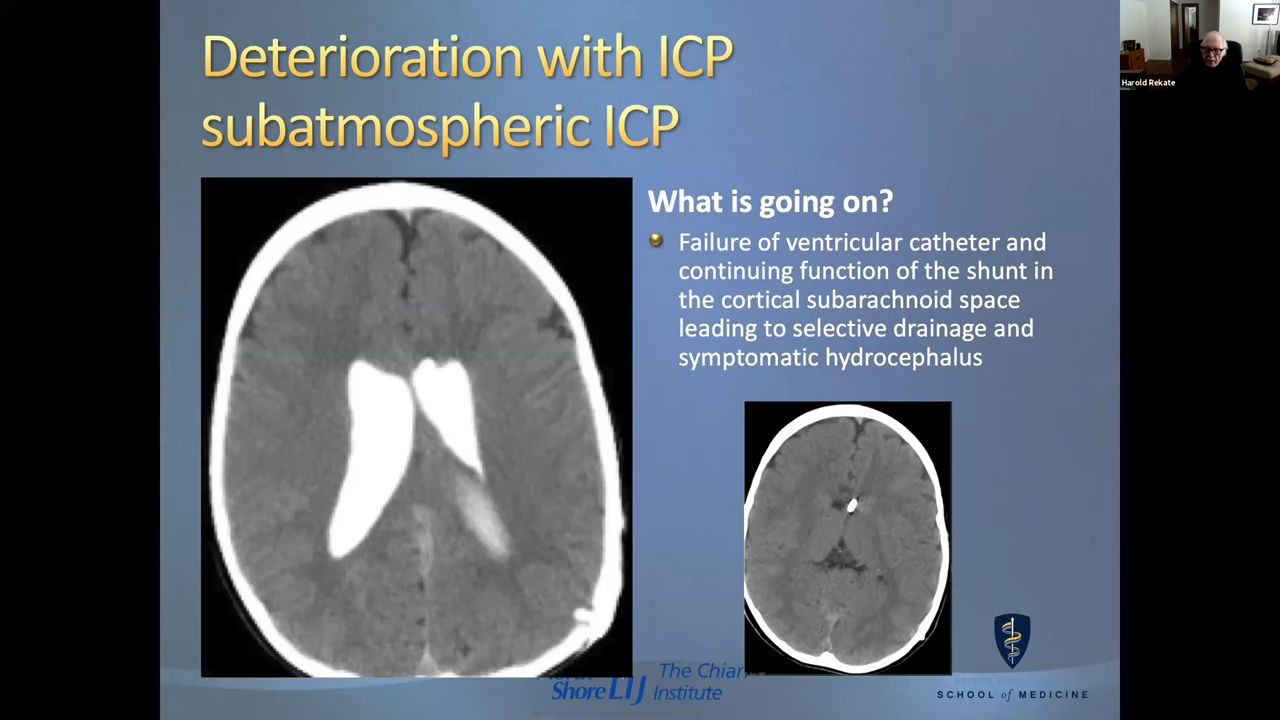 Deterioration with ICP
subatmospheric ICP
Harold Rekate
What is going on?
Failure of ventricular catheter and
continuing function of the shunt in
the cortical subarachnoid space
leading to selective drainage and
symptomatic hydrocephalus
Shore LIJ
The Chiar
Institute
SCHOOL of MEDICINE